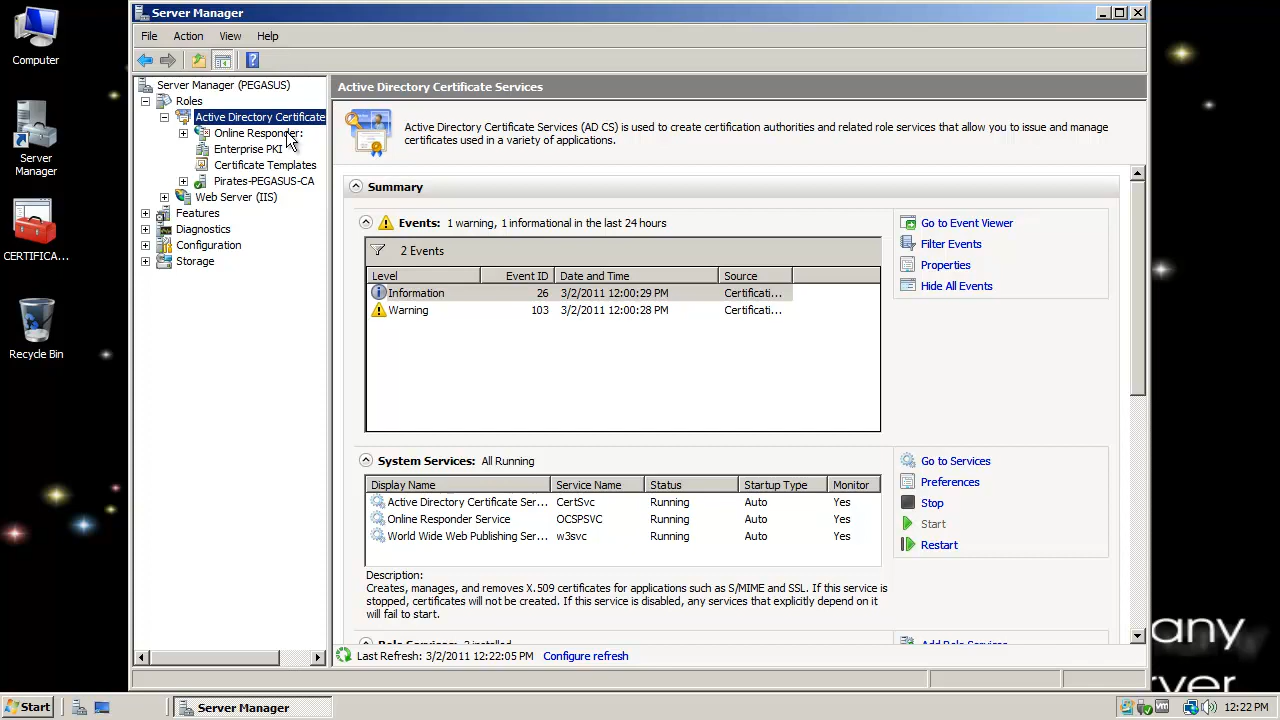 Computer
Server
Manager
CERTIFICA...
Recycle Bin
Server Manager
File Action View Help
Server Manager (PEGASUS)
Roles
Active Directory Certificate
Online Responder:
Enterprise PKI
Certificate Templates
Pirates-PEGASUS-CA
Web Server (IIS)
Features
Diagnostics
Configuration
Storage
Active Directory Certificate Services
Active Directory Certificate Services (AD CS) is used to create certification authorities and related role services that allow you to issue and manage
certificates used in a variety of applications.
Summary
Events: 1 warning, 1 informational in the last 24 hours
2 Events
Level Event ID Date and Time Source
Information 26 3/2/2011 12:00:29 PM Certificati...
Warning 103 3/2/2011 12:00:28 PM Certificati...
Go to Event Viewer
Filter Events
Properties
Hide All Events
System Services: All Running
Display Name Service Name Status Startup Type Monitor
Active Directory Certificate Ser... CertSvc Running Auto Yes
Online Responder Service OCSPSVC Running Auto Yes
World Wide Web Publishing Ser... w3svc Running Auto Yes
Description:
Creates, manages, and removes X.509 certificates for applications such as S/MIME and SSL. If this service is
stopped, certificates will not be created. If this service is disabled, any services that explicitly depend on it
will fail to start.
Go to Services
Preferences
Stop
Start
Restart
Role Services: 3 installed
Add Role Services
Last Refresh: 3/2/2011 12:22:05 PM Configure refresh
any
rver
Start
Server Manager
12:22 PM